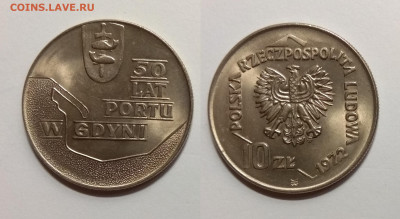 COINS.LAVE.RU
50
LAT
PORTU
W GDYNI
POLSKA RZECZPOSPOLITA LUDOWA
10 ZŁ
1972